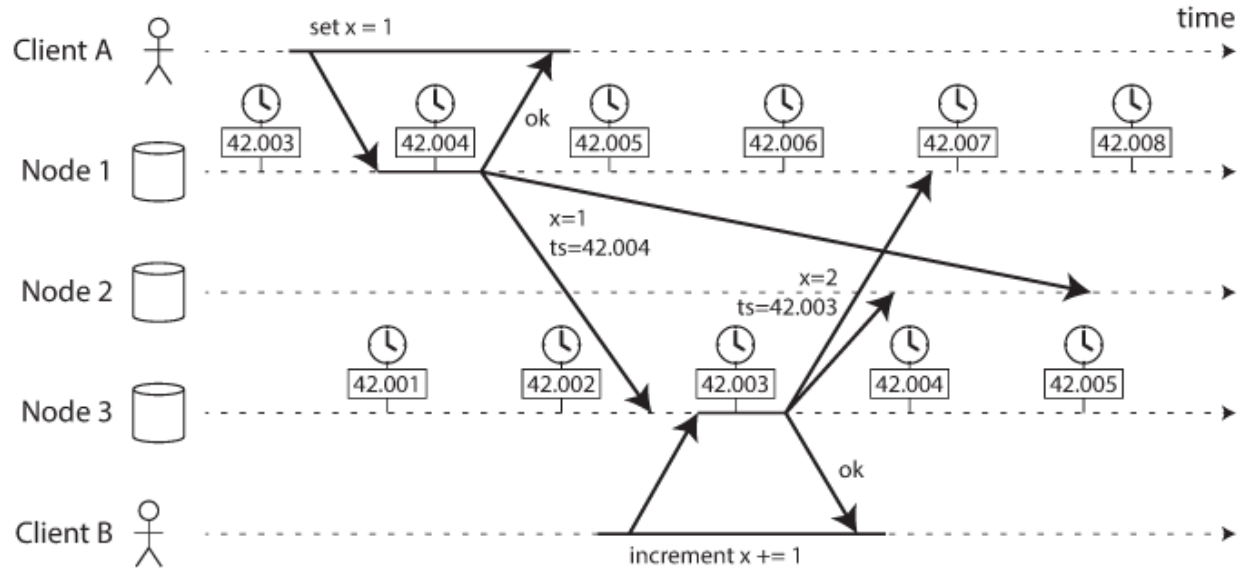 time
set x = 1
Client A
ok
42.003
42.004
42.005
42.006
42.007
42.008
Node 1
x=1
ts=42.004
x=2
ts=42.003
Node 2
42.001
42.002
42.003
42.004
42.005
Node 3
ok
Client B
increment x += 1